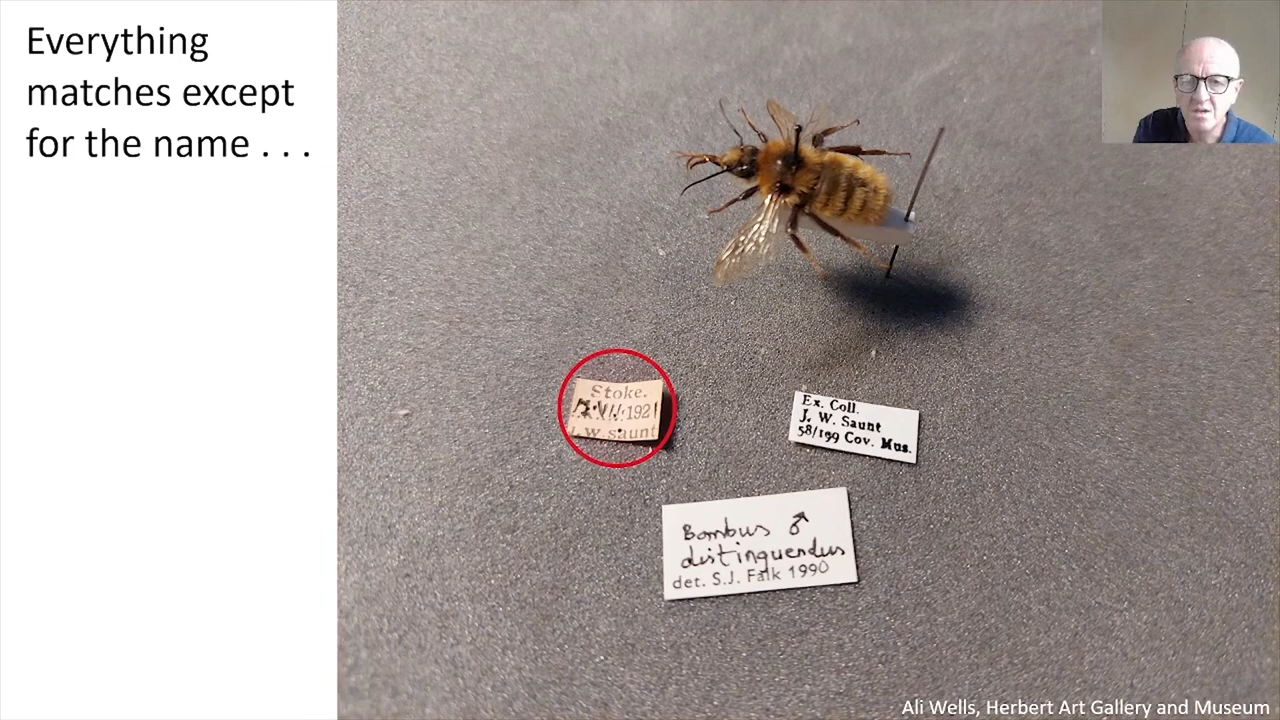 Everything
matches except
for the name . . .
Stoke.
VII.1921
J.W.Saunt
Ex. Coll.
J. W. Saunt
58/199 Cov. Mus.
Bombus ♂
distinguendus
det. S.J. Falk 1990
Ali Wells, Herbert Art Gallery and Museum